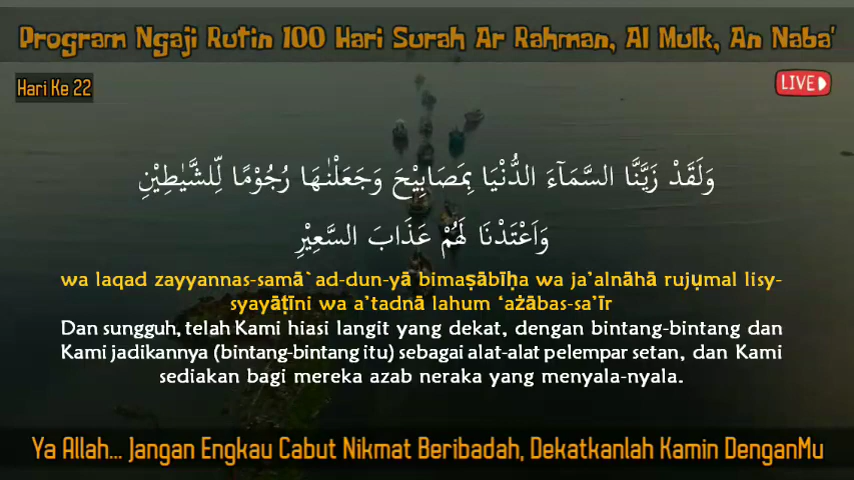 Program Ngaji Rutin 100 Hari Surah Ar Rahman, Al Mulk, An Naba'
Hari Ke 22
LIVE
وَلَقَدْ زَيَّنَّا السَّمَاۤءَ الدُّنْيَا بِمَصَابِيْحَ وَجَعَلْنٰهَا رُجُوْمًا لِّلشَّيٰطِيْنِ
وَاَعْتَدْنَا لَهُمْ عَذَابَ السَّعِيْرِ
wa laqad zayyannas-samā`ad-dun-yā bimaṣābīḥa wa ja'alnāhā rujụmal lisy-
syayāṭīni wa a'tadnā lahum 'ażābas-sa'īr
Dan sungguh, telah Kami hiasi langit yang dekat, dengan bintang-bintang dan
Kami jadikannya (bintang-bintang itu) sebagai alat-alat pelempar setan, dan Kami
sediakan bagi mereka azab neraka yang menyala-nyala.
Ya Allah... Jangan Engkau Cabut Nikmat Beribadah, Dekatkanlah Kamin DenganMu